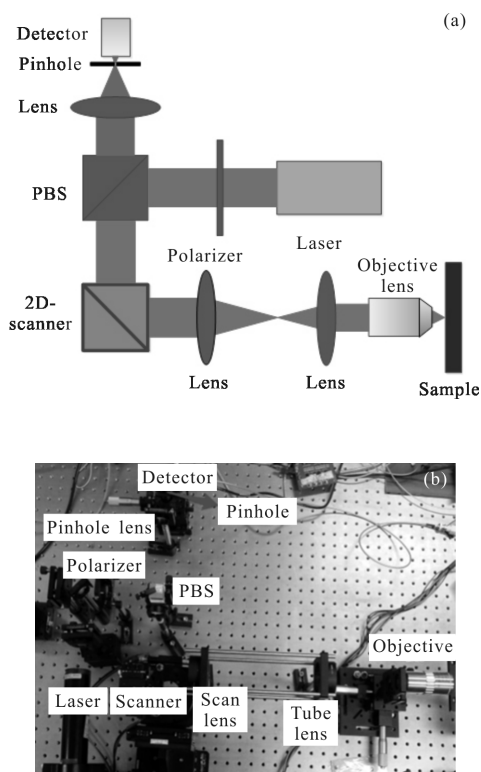 (a)
Detector
Pinhole
Lens
PBS
Polarizer
Laser
Objective
lens
2D-
scanner
Lens
Lens
Sample
(b)
Detector
Pinhole
Pinhole lens
Polarizer
PBS
Objective
Laser
Scanner
Scan
lens
Tube
lens